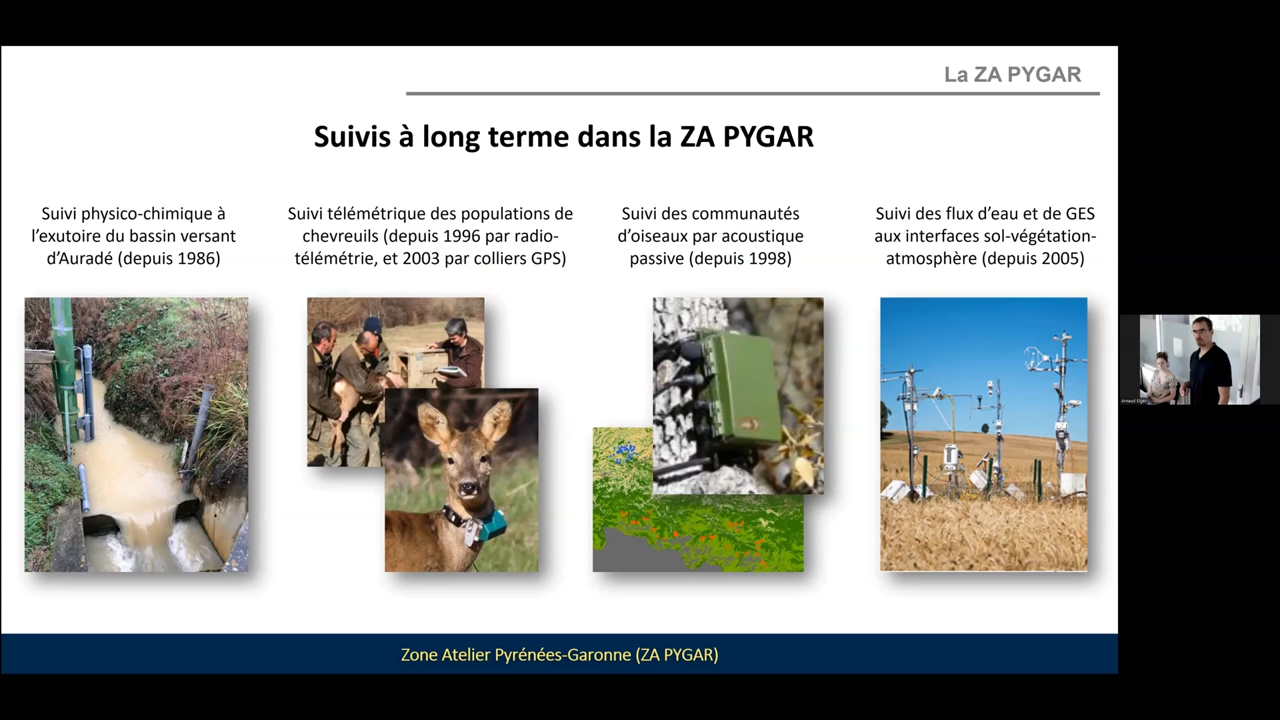 La ZA PYGAR
Suivis à long terme dans la ZA PYGAR
Suivi physico-chimique à
l'exutoire du bassin versant
d'Auradé (depuis 1986)
Suivi télémétrique des populations de
chevreuils (depuis 1996 par radio-
télémétrie, et 2003 par colliers GPS)
Suivi des communautés
d'oiseaux par acoustique
passive (depuis 1998)
Suivi des flux d'eau et de GES
aux interfaces sol-végétation-
atmosphère (depuis 2005)
Zone Atelier Pyrénées-Garonne (ZA PYGAR)
Arnaud Elger